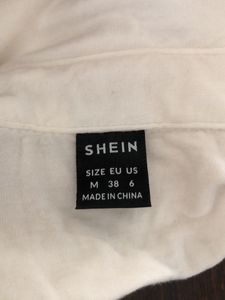 SHEIN
SIZE EU US
M 38 6
MADE IN CHINA